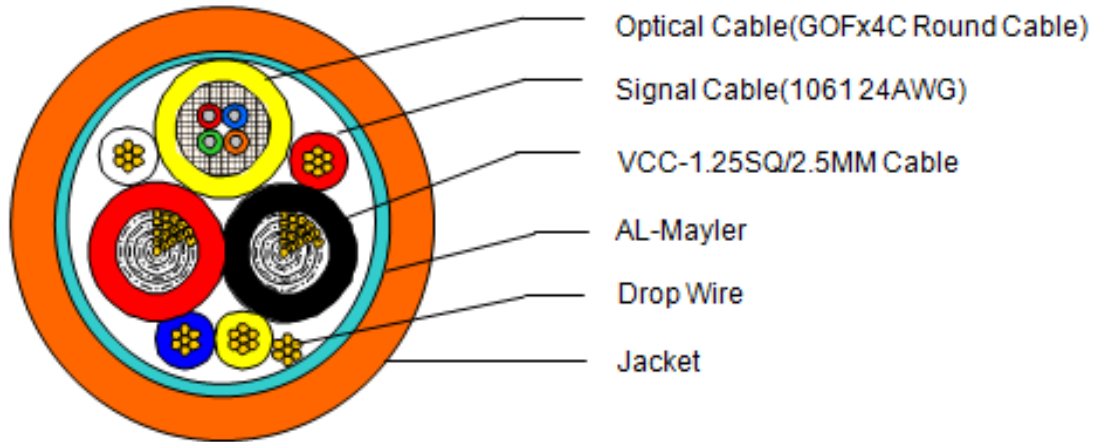 Optical Cable(GOFx4C Round Cable)
Signal Cable(1061 24AWG)
VCC-1.25SQ/2.5MM Cable
AL-Mayler
Drop Wire
Jacket